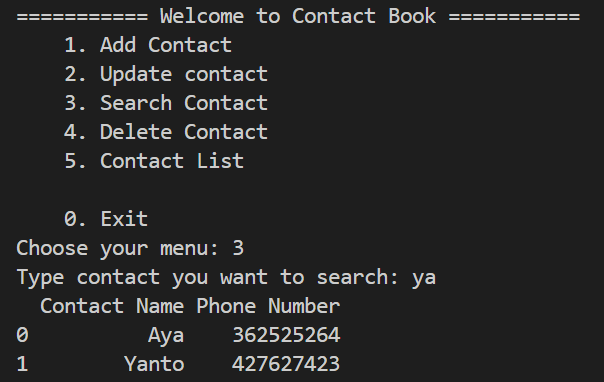 =========== Welcome to Contact Book ===========
1. Add Contact
2. Update contact
3. Search Contact
4. Delete Contact
5. Contact List
0. Exit
Choose your menu: 3
Type contact you want to search: ya
Contact Name Phone Number
0 Aya 362525264
1 Yanto 427627423